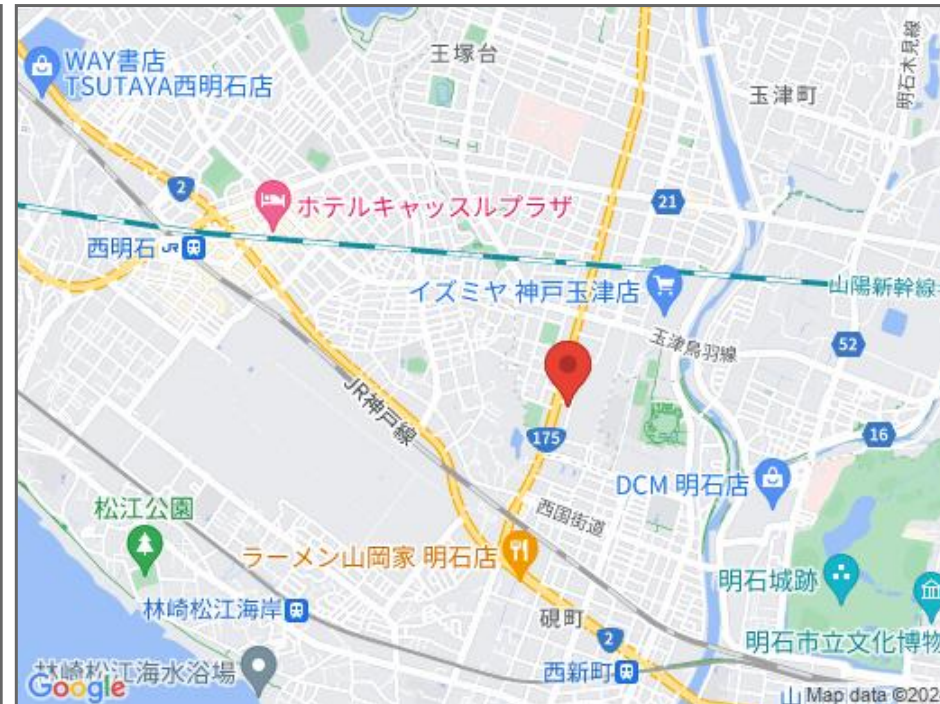 WAY書店
TSUTAYA西明石店
王塚台
玉津町
明石木見線
2
21
ホテルキャッスルプラザ
西明石 JR
イズミヤ 神戸玉津店
山陽新幹線
玉津鳥羽線
52
JR神戸線
175
16
DCM 明石店
西国街道
松江公園
ラーメン山岡家 明石店
明石城跡
林崎松江海岸
硯町
2
明石市立文化博物
西新町
林崎松江海水浴場
Google
山
Map data ©202